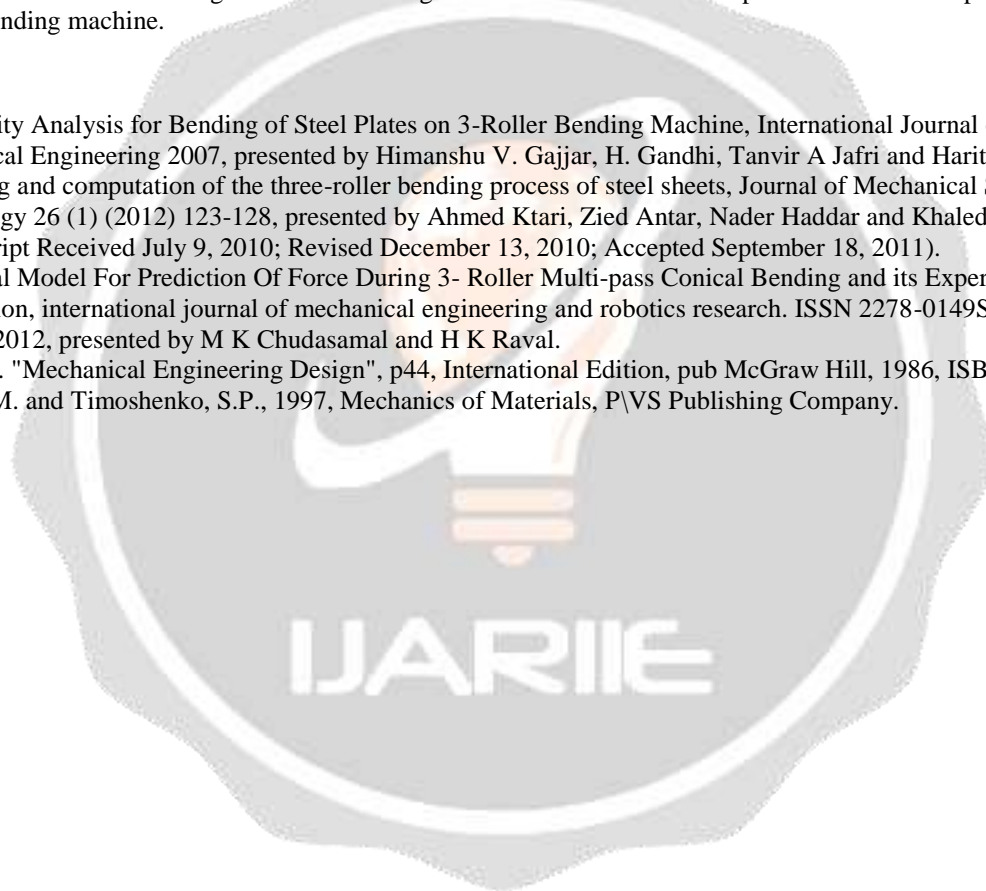 nding machine.
ity Analysis for Bending of Steel Plates on 3-Roller Bending Machine, International Journal
cal Engineering 2007, presented by Himanshu V. Gajjar, H. Gandhi, Tanvir A Jafri and Harit
g and computation of the three-roller bending process of steel sheets, Journal of Mechanical
gy 26 (1) (2012) 123-128, presented by Ahmed Ktari, Zied Antar, Nader Haddar and Khaled
ript Received July 9, 2010; Revised December 13, 2010; Accepted September 18, 2011).
al Model For Prediction Of Force During 3- Roller Multi-pass Conical Bending and its Exper
ion, international journal of mechanical engineering and robotics research. ISSN 2278-0149S
2012, presented by M K Chudasamal and H K Raval.
. "Mechanical Engineering Design", p44, International Edition, pub McGraw Hill, 1986, ISB
M. and Timoshenko, S.P., 1997, Mechanics of Materials, P\VS Publishing Company.
IJARIIE